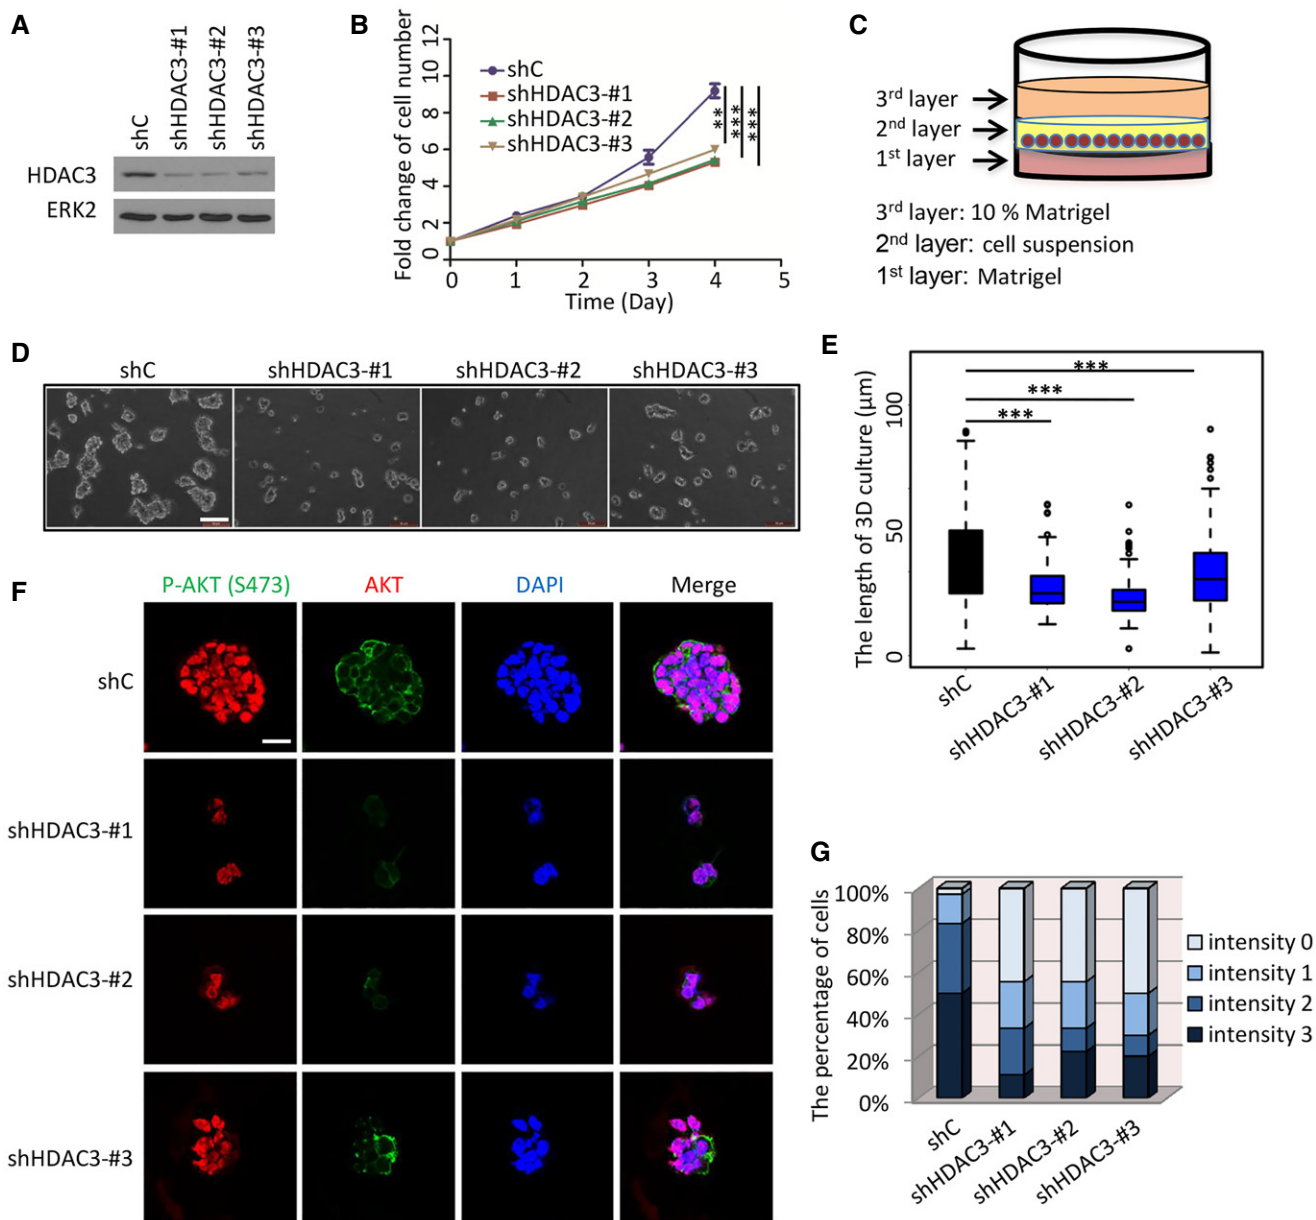 A
shC
shHDAC3-#1
shHDAC3-#2
shHDAC3-#3
HDAC3
ERK2
B
Fold change of cell number
12
10
8
6
4
2
0
0 1 2 3 4 5
Time (Day)
shC
shHDAC3-#1
shHDAC3-#2
shHDAC3-#3
**
***
***
C
3rd layer
2nd layer
1st layer
3rd layer: 10 % Matrigel
2nd layer: cell suspension
1st layer: Matrigel
D
shC shHDAC3-#1 shHDAC3-#2 shHDAC3-#3
E
The length of 3D culture (μm)
100
50
0
***
***
***
shC
shHDAC3-#1
shHDAC3-#2
shHDAC3-#3
F
P-AKT (S473) AKT DAPI Merge
shC
shHDAC3-#1
shHDAC3-#2
shHDAC3-#3
G
The percentage of cells
100%
80%
60%
40%
20%
0%
shC
shHDAC3-#1
shHDAC3-#2
shHDAC3-#3
intensity 0
intensity 1
intensity 2
intensity 3